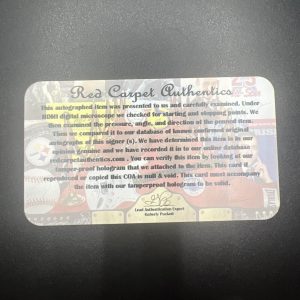 Red Carpet Authentics
This autographed item was presented to us and carefully examined. Under
HDMI digital microscope we checked for starting and stopping points. We
then examined the pressure, angle, and direction of the penned item.
Then we compared it to our database of known confirmed original
autographs of this signer (s). We have determined this item is in our
opinion genuine and we have recorded it in to our online database
redcarpetauthentics.com . You can verify this item by looking at our
tamper-proof hologram that we attached to the item. This card if
reproduced or copied this COA is null & void. This card must accompany
the item with our tamperproof hologram to be valid.
Lead Authentication Expert
Kimberly Puckett